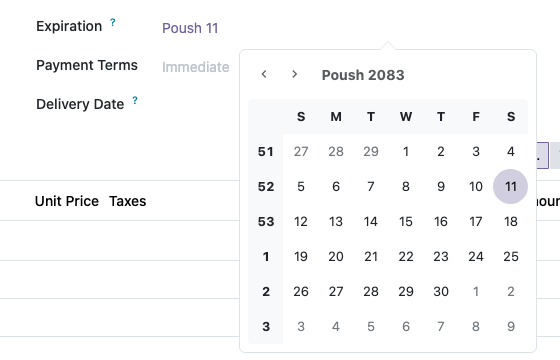 Expiration ? Poush 11
Payment Terms Immediate
Delivery Date ?
Poush 2083
S M T W T F S
51 27 28 29 1 2 3 4
52 5 6 7 8 9 10 11
Unit Price Taxes
53 12 13 14 15 16 17 18
1 19 20 21 22 23 24 25
2 26 27 28 29 30 1 2
3 3 4 5 6 7 8 9